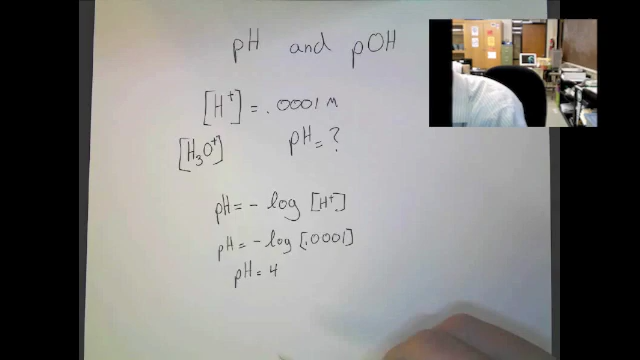 pH and pOH
[H⁺] = .0001 M
[H₃O⁺] pH = ?
pH = - log [H⁺]
pH = - log [.0001]
pH = 4